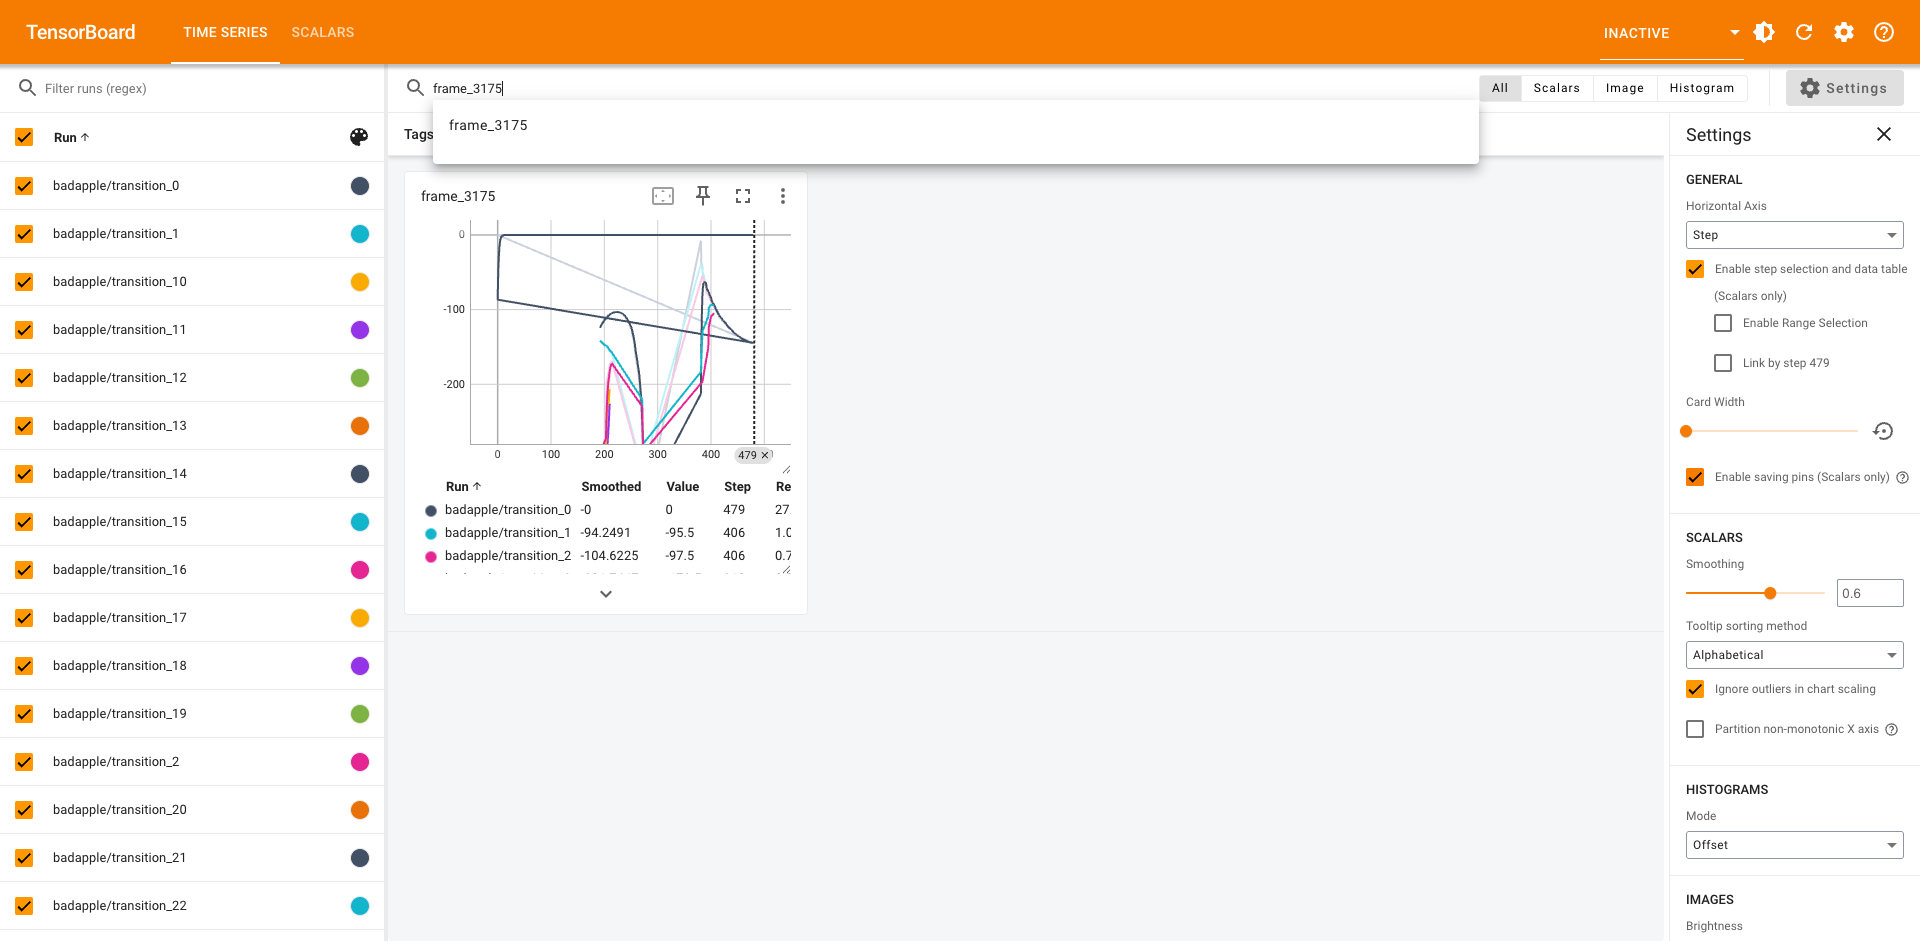 TensorBoard
TIME SERIES
SCALARS
INACTIVE
Filter runs (regex)
Run
badapple/transition_0
badapple/transition_1
badapple/transition_10
badapple/transition_11
badapple/transition_12
badapple/transition_13
badapple/transition_14
badapple/transition_15
badapple/transition_16
badapple/transition_17
badapple/transition_18
badapple/transition_19
badapple/transition_2
badapple/transition_20
badapple/transition_21
badapple/transition_22
frame_3175
All Scalars Image Histogram
Settings
frame_3175
Tags
frame_3175
0
-100
-200
0 100 200 300 400
479 ×
Run Smoothed Value Step Re
badapple/transition_0 -0 0 479 27.
badapple/transition_1 -94.2491 -95.5 406 1.0
badapple/transition_2 -104.6225 -97.5 406 0.7
Settings
GENERAL
Horizontal Axis
Step
Enable step selection and data table
(Scalars only)
Enable Range Selection
Link by step 479
Card Width
Enable saving pins (Scalars only)
SCALARS
Smoothing
0.6
Tooltip sorting method
Alphabetical
Ignore outliers in chart scaling
Partition non-monotonic X axis
HISTOGRAMS
Mode
Offset
IMAGES
Brightness